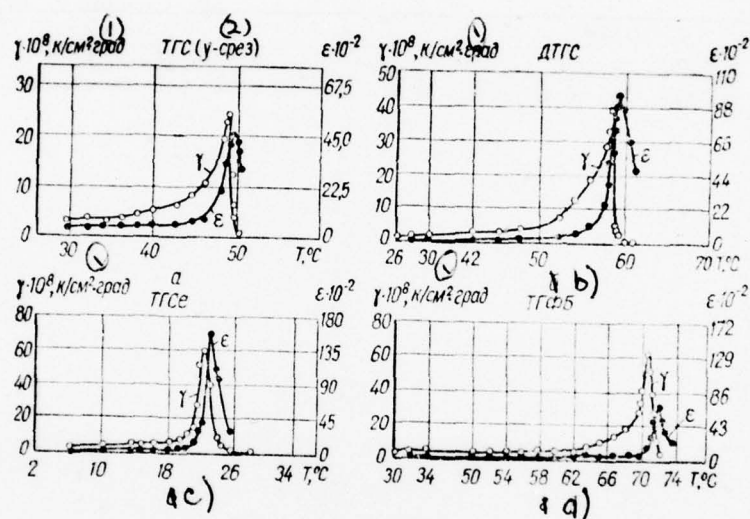 (1) (2) (1)
γ·10⁸, к/см²·град ТГС (у-срез) ε·10⁻²
30 67,5
20 45,0
10 22,5
0 0
30 40 50 T,°C
а
γ·10⁸, к/см²·град ДТГС ε·10⁻²
50 110
40 88
30 66
20 44
10 22
0 0
26 30 42 50 60 70 T,°C
b)
γ·10⁸, к/см²·град ТГСе ε·10⁻²
80 180
60 135
40 90
20 45
0 0
2 10 18 26 34 T,°C
c)
γ·10⁸, к/см²·град ТГФБ ε·10⁻²
80 172
60 129
40 86
20 43
0 0
30 34 50 54 58 62 66 70 74 T,°C
d)
γ ε
γ ε
γ ε
γ ε